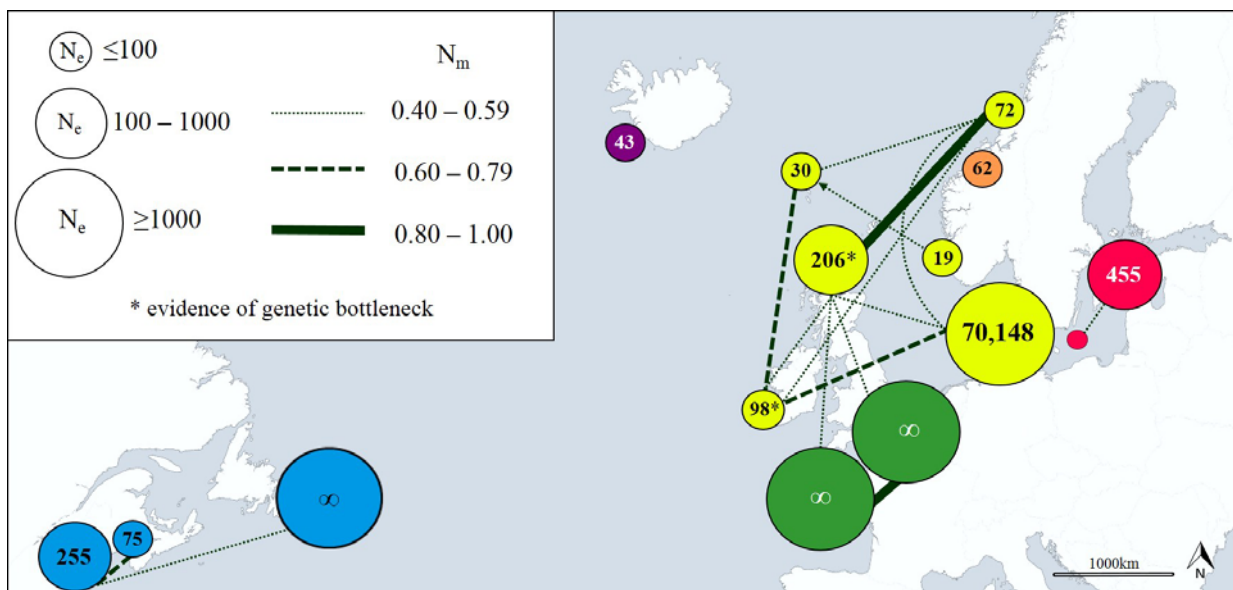 Ne ≤100
Nm
Ne 100 – 1000
0.40 – 0.59
0.60 – 0.79
Ne ≥1000
0.80 – 1.00
* evidence of genetic bottleneck
72
43
62
30
206*
19
455
70,148
98*
∞
∞
∞
75
255
1000km
N